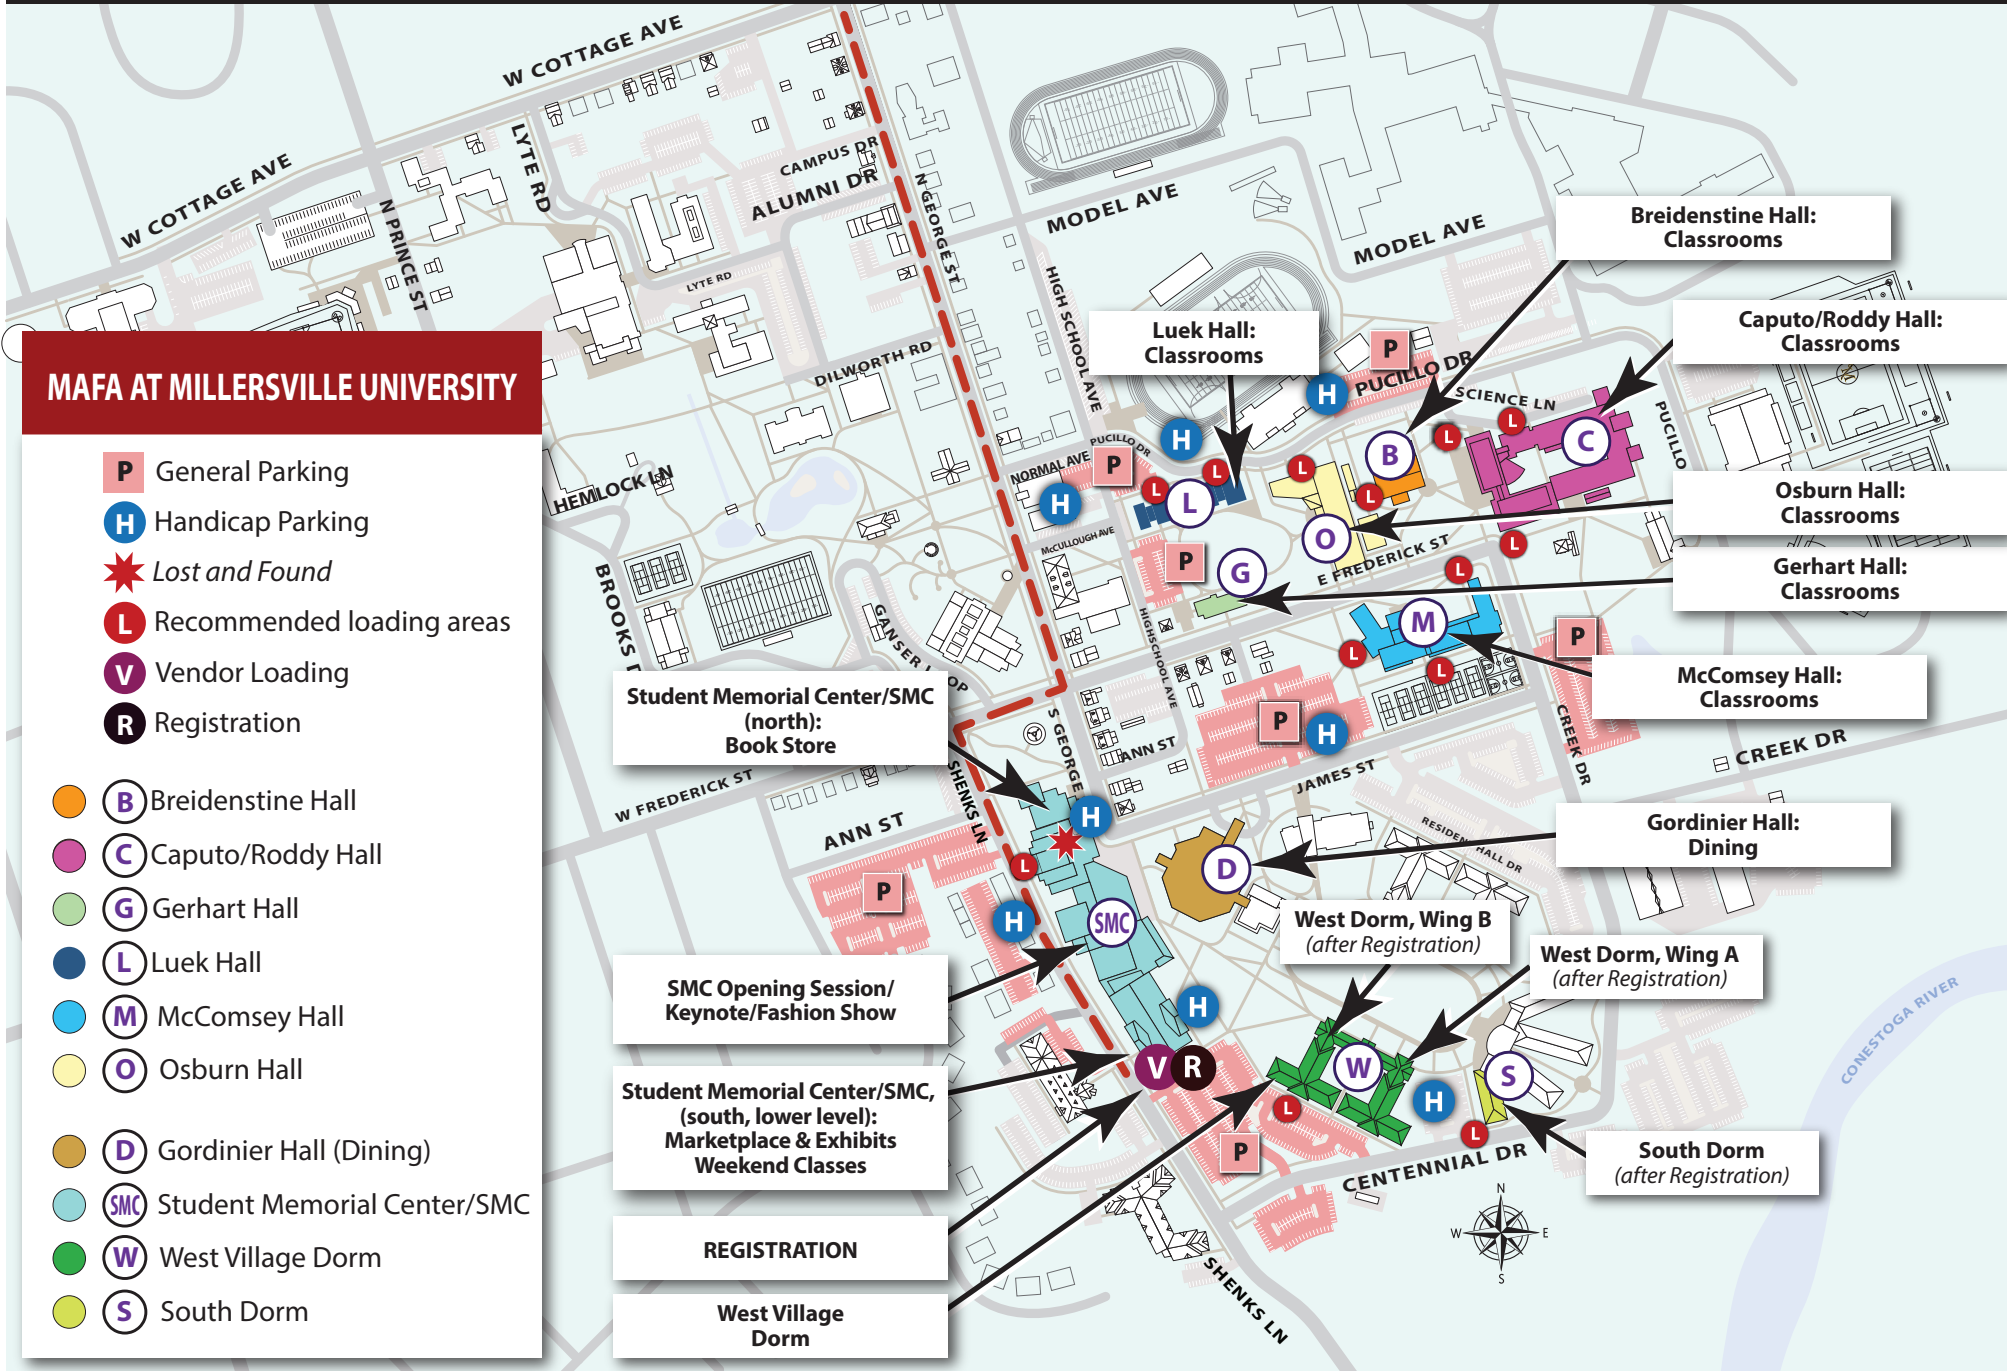 W COTTAGE AVE
W COTTAGE AVE
LYTE RD
N PRINCE ST
CAMPUS DR
ALUMNI DR
N GEORGE ST
LYTE RD
DILWORTH RD
HEMLOCK LN
BROOKS D
GANSER LOOP
MODEL AVE
MODEL AVE
HIGH SCHOOL AVE
PUCILLO DR
NORMAL AVE
McCULLOUGH AVE
HIGHSCHOOL AVE
PUCILLO DR
SCIENCE LN
PUCILLO
E FREDERICK ST
S GEORGE
ANN ST
JAMES ST
CREEK DR
CREEK DR
W FREDERICK ST
ANN ST
SHENKS LN
CENTENNIAL DR
SHENKS LN
CONESTOGA RIVER
MAFA AT MILLERSVILLE UNIVERSITY
P General Parking
H Handicap Parking
Lost and Found
L Recommended loading areas
V Vendor Loading
R Registration
B Breidenstine Hall
C Caputo/Roddy Hall
G Gerhart Hall
L Luek Hall
M McComsey Hall
O Osburn Hall
D Gordinier Hall (Dining)
SMC Student Memorial Center/SMC
W West Village Dorm
S South Dorm
Breidenstine Hall:
Classrooms
Luek Hall:
Classrooms
Caputo/Roddy Hall:
Classrooms
Osburn Hall:
Classrooms
Gerhart Hall:
Classrooms
McComsey Hall:
Classrooms
Student Memorial Center/SMC
(north):
Book Store
Gordinier Hall:
Dining
West Dorm, Wing B
(after Registration)
West Dorm, Wing A
(after Registration)
SMC Opening Session/
Keynote/Fashion Show
Student Memorial Center/SMC,
(south, lower level):
Marketplace & Exhibits
Weekend Classes
South Dorm
(after Registration)
REGISTRATION
West Village
Dorm
P
H
H
P
H
L
L
L
L
B
L
L
C
L
O
P
G
L
L
M
L
L
P
P
H
H
L
P
H
SMC
D
H
V
R
W
L
P
H
S
L
N
W
E
S